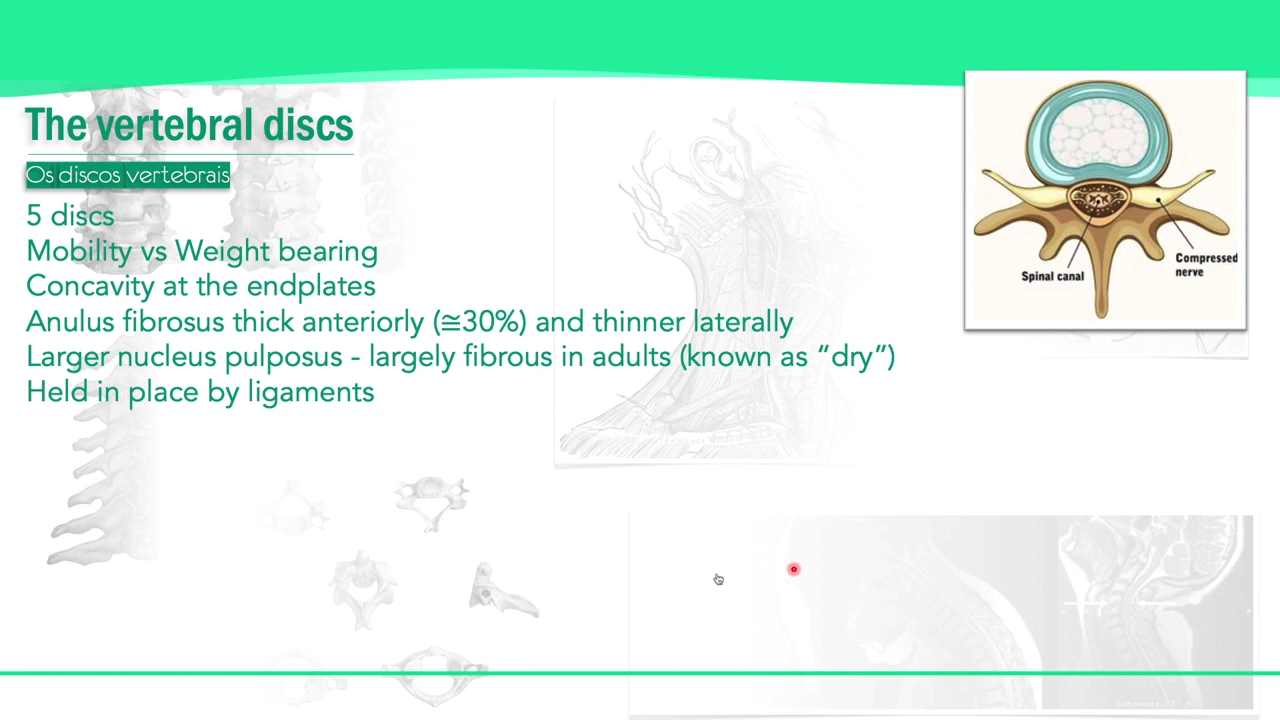 The vertebral discs
Os discos vertebrais
5 discs
Mobility vs Weight bearing
Concavity at the endplates
Anulus fibrosus thick anteriorly (≅30%) and thinner laterally
Larger nucleus pulposus - largely fibrous in adults (known as “dry”)
Held in place by ligaments
Spinal canal
Compressed
nerve